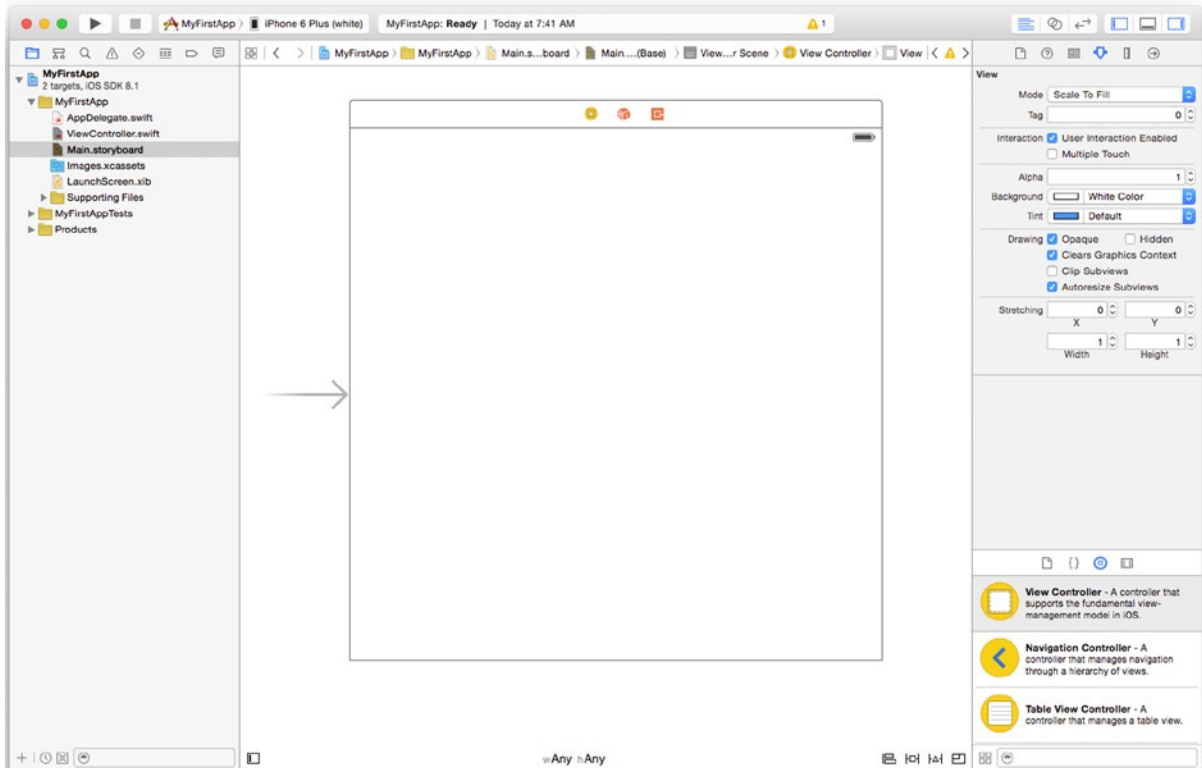 MyFirstApp iPhone 6 Plus (white) MyFirstApp: Ready | Today at 7:41 AM 1
MyFirstApp MyFirstApp Main.s...board Main....(Base) View...r Scene View Controller View
MyFirstApp
2 targets, iOS SDK 8.1
MyFirstApp
AppDelegate.swift
ViewController.swift
Main.storyboard
Images.xcassets
LaunchScreen.xib
Supporting Files
MyFirstAppTests
Products
wAny hAny
View
Mode Scale To Fill
Tag 0
Interaction User Interaction Enabled
Multiple Touch
Alpha 1
Background White Color
Tint Default
Drawing Opaque Hidden
Clears Graphics Context
Clip Subviews
Autoresize Subviews
Stretching 0 0
X Y
1 1
Width Height
{}
View Controller - A controller that
supports the fundamental view-
management model in iOS.
Navigation Controller - A
controller that manages navigation
through a hierarchy of views.
Table View Controller - A
controller that manages a table view.